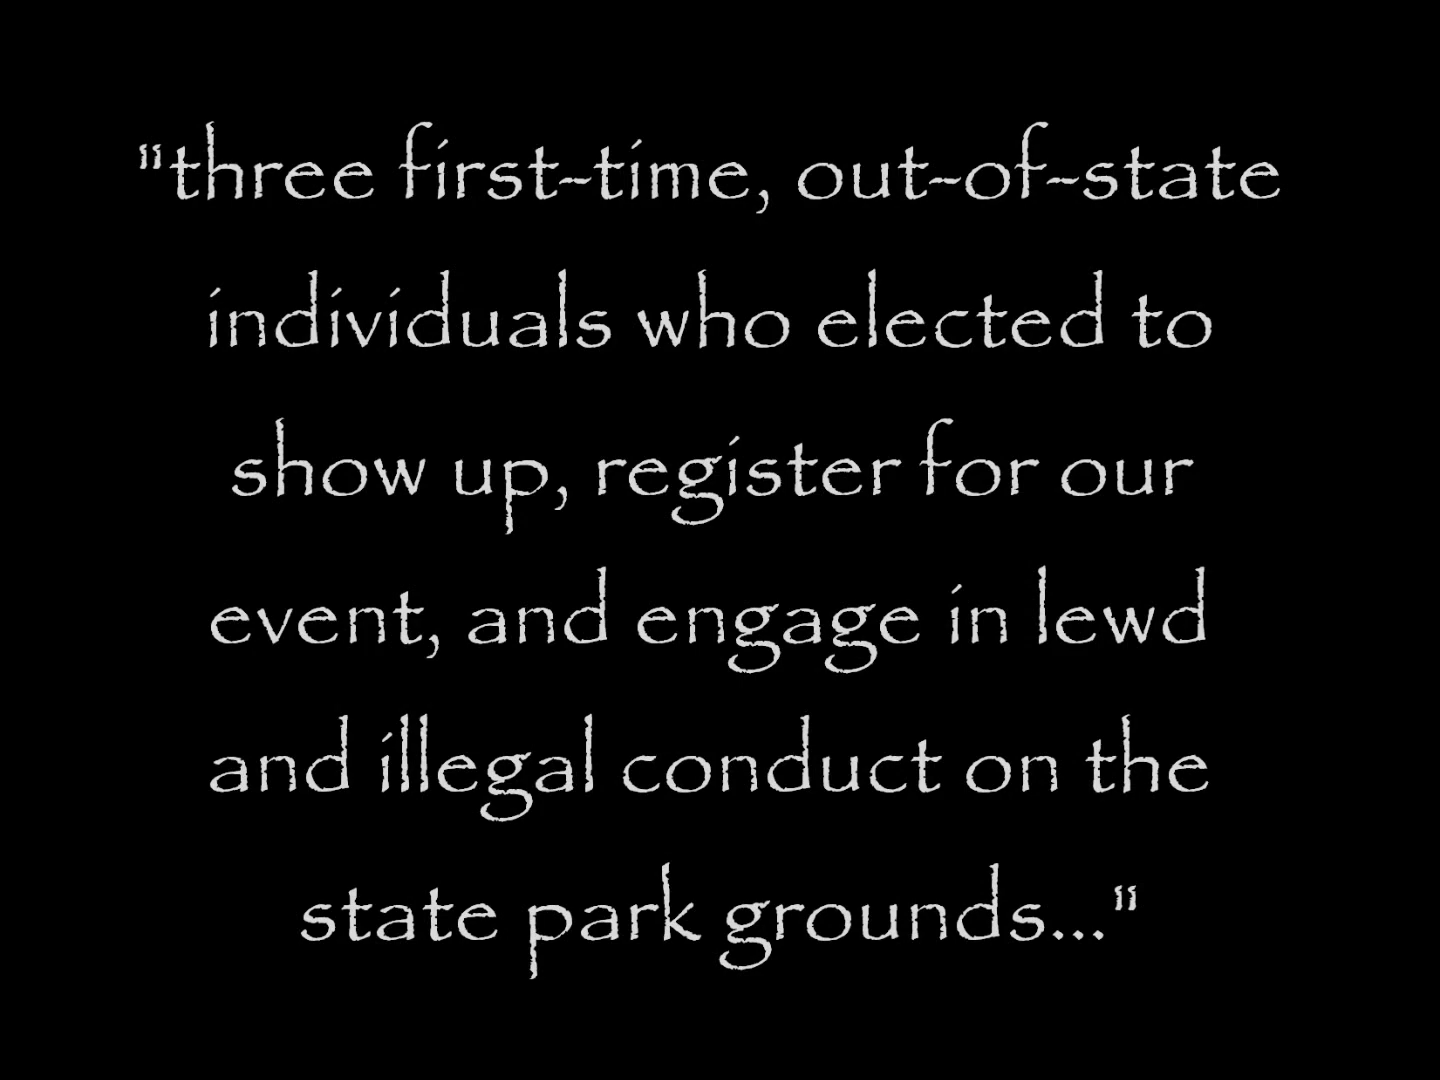 "three first-time, out-of-state
individuals who elected to
show up, register for our
event, and engage in lewd
and illegal conduct on the
state park grounds..."